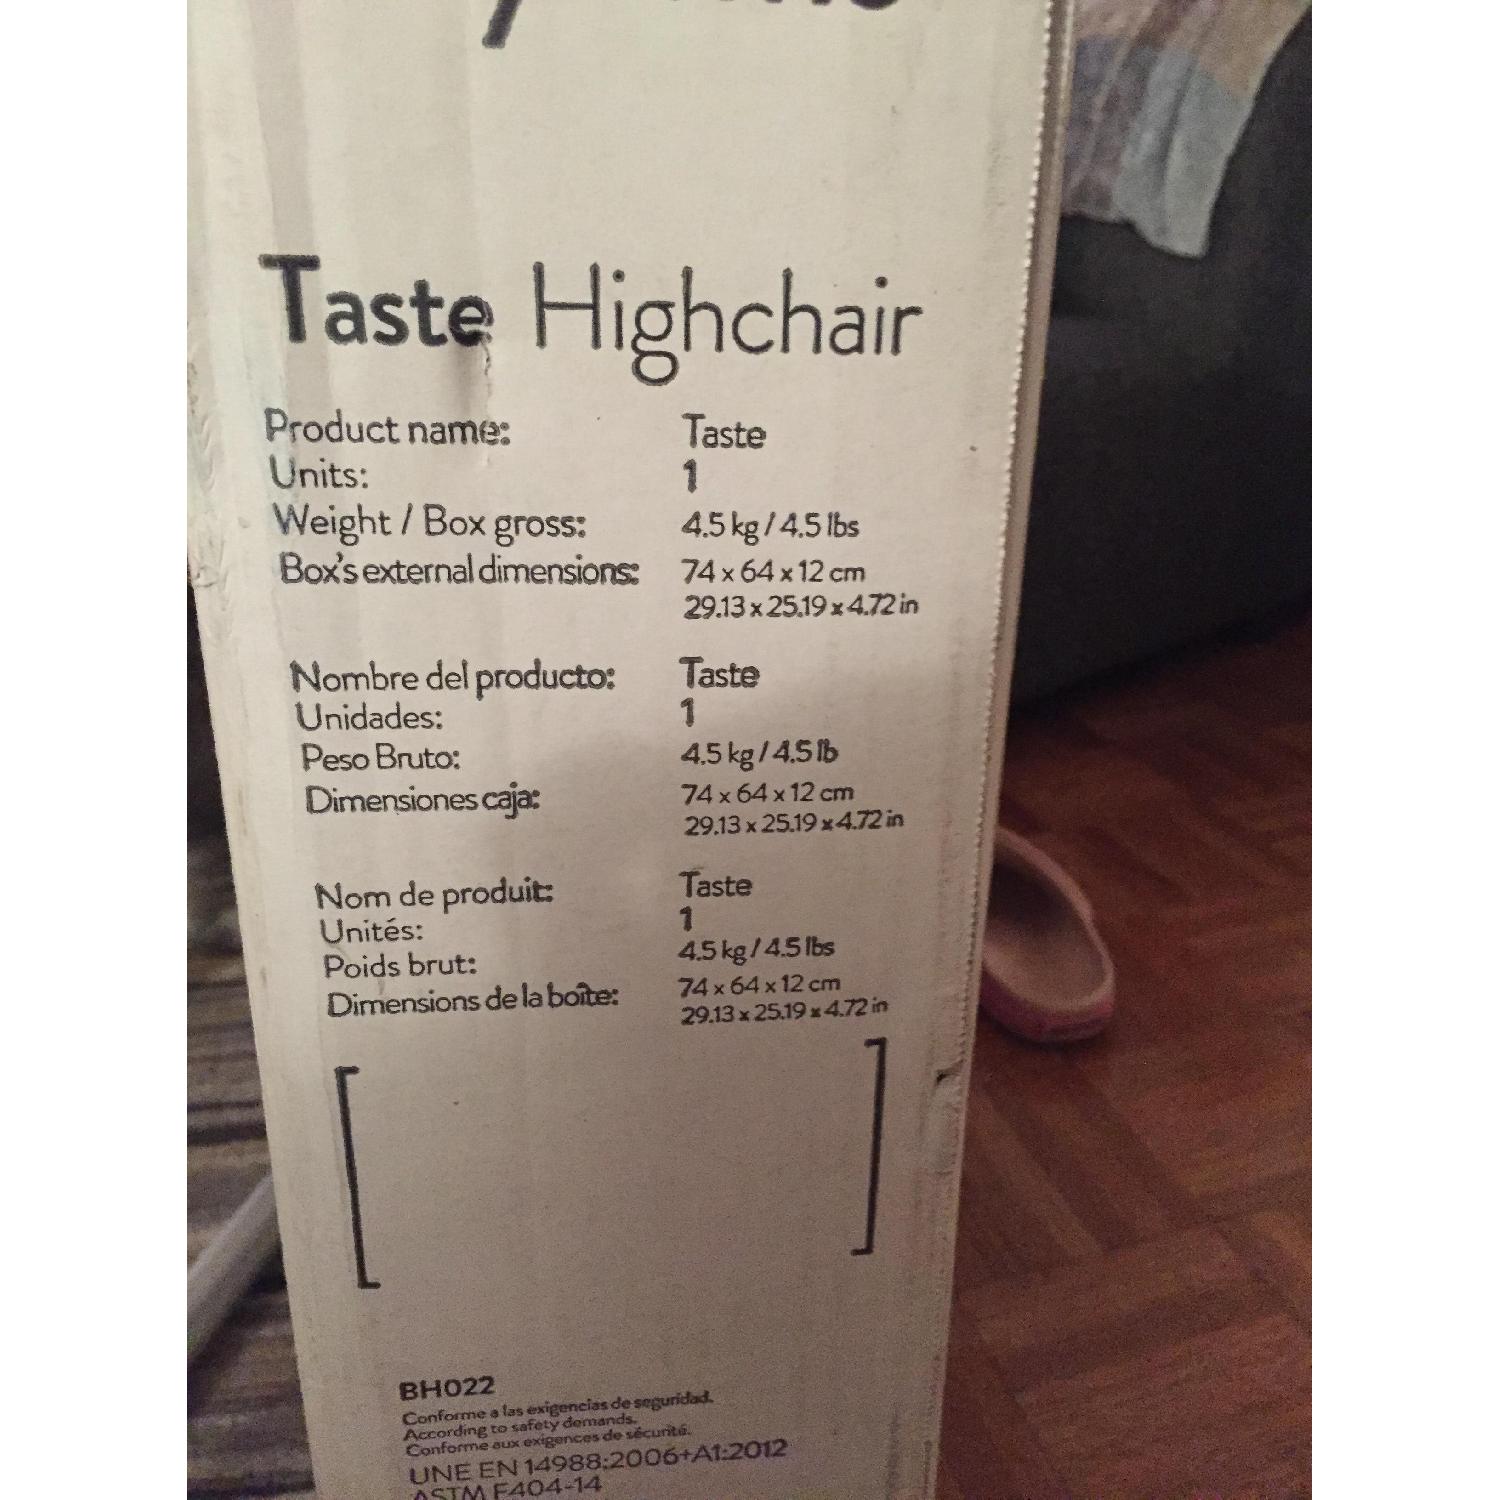 Taste Highchair
Product name: Taste
Units: 1
Weight / Box gross: 4.5 kg / 4.5 lbs
Box's external dimensions: 74 x 64 x 12 cm
29.13 x 25.19 x 4.72 in
Nombre del producto: Taste
Unidades: 1
Peso Bruto: 4.5 kg / 4.5 lb
Dimensiones caja: 74 x 64 x 12 cm
29.13 x 25.19 x 4.72 in
Nom de produit: Taste
Unités: 1
Poids brut: 4.5 kg / 4.5 lbs
Dimensions de la boîte: 74 x 64 x 12 cm
29.13 x 25.19 x 4.72 in
[ ]
BH022
Conforme a las exigencias de seguridad.
According to safety demands.
Conforme aux exigences de sécurité.
UNE EN 14988:2006+A1:2012
ASTM F404-14